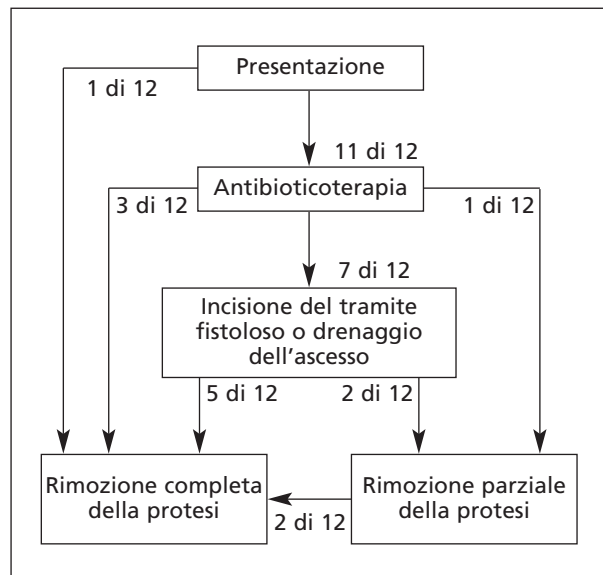 Presentazione
1 di 12
11 di 12
Antibioticoterapia
3 di 12
1 di 12
7 di 12
Incisione del tramite
fistoloso o drenaggio
dell'ascesso
5 di 12
2 di 12
Rimozione completa
della protesi
Rimozione parziale
della protesi
2 di 12